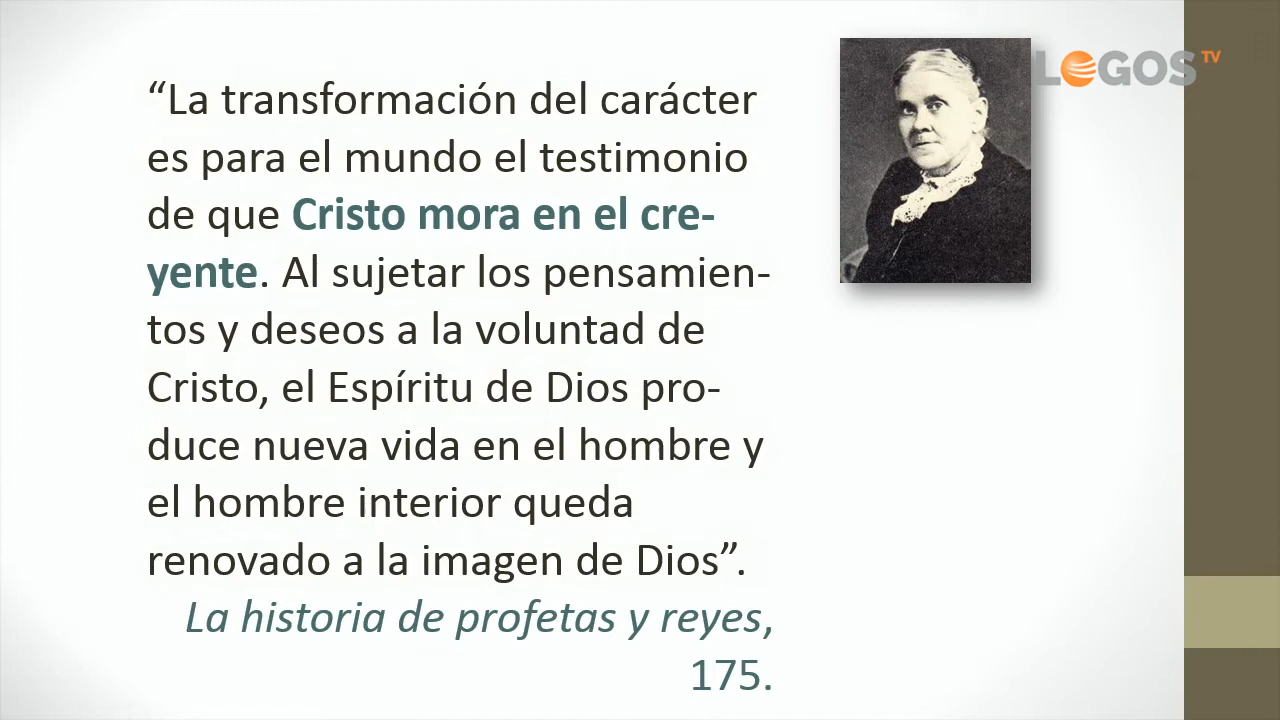 “La transformación del carácter
es para el mundo el testimonio
de que Cristo mora en el cre-
yente. Al sujetar los pensamien-
tos y deseos a la voluntad de
Cristo, el Espíritu de Dios pro-
duce nueva vida en el hombre y
el hombre interior queda
renovado a la imagen de Dios”.
La historia de profetas y reyes,
175.
LOGOS TV